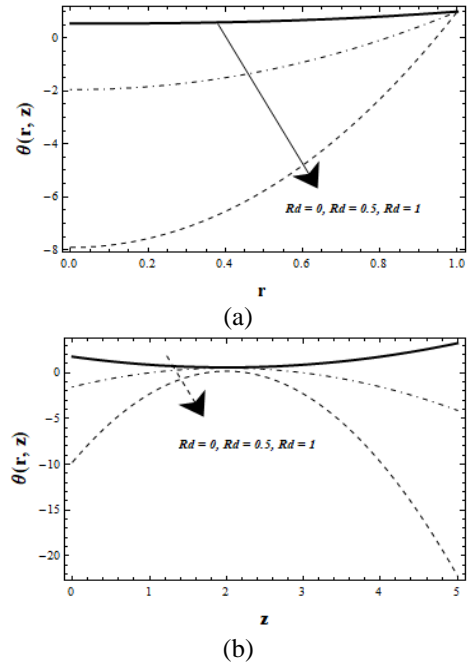 0
−2
−4
−6
−8
θ(r, z)
Rd = 0, Rd = 0.5, Rd = 1
0.0 0.2 0.4 0.6 0.8 1.0
r
(a)
0
−5
−10
−15
−20
θ(r, z)
Rd = 0, Rd = 0.5, Rd = 1
0 1 2 3 4 5
z
(b)